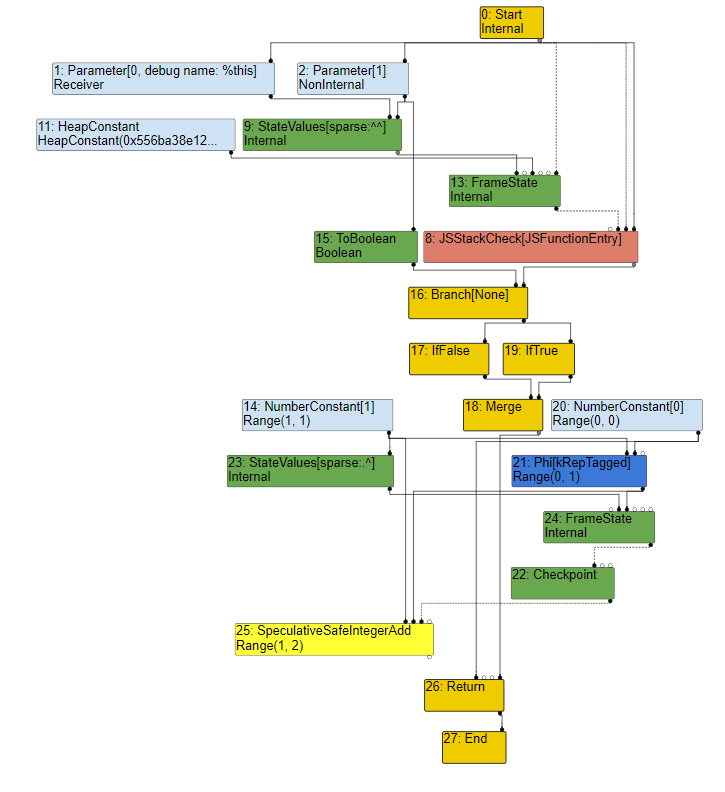 0: Start
Internal
1: Parameter[0, debug name: %this]
Receiver
2: Parameter[1]
NonInternal
11: HeapConstant
HeapConstant(0x556ba38e12...
9: StateValues[sparse:^^]
Internal
13: FrameState
Internal
15: ToBoolean
Boolean
8: JSStackCheck[JSFunctionEntry]
16: Branch[None]
17: IfFalse
19: IfTrue
14: NumberConstant[1]
Range(1, 1)
18: Merge
20: NumberConstant[0]
Range(0, 0)
23: StateValues[sparse:.^]
Internal
21: Phi[kRepTagged]
Range(0, 1)
24: FrameState
Internal
22: Checkpoint
25: SpeculativeSafeIntegerAdd
Range(1, 2)
26: Return
27: End